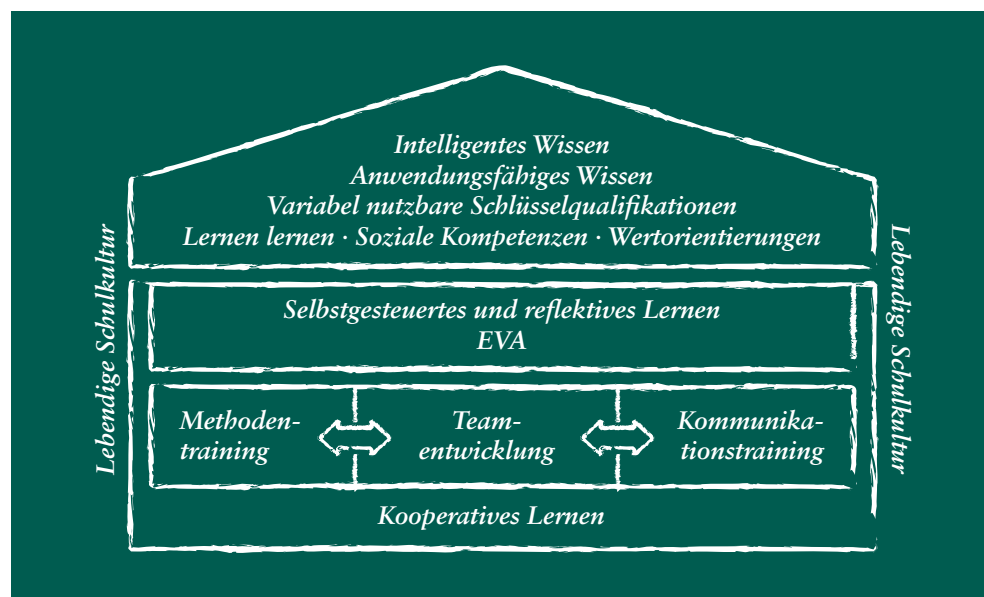 Intelligentes Wissen
Anwendungsfähiges Wissen
Variabel nutzbare Schlüsselqualifikationen
Lernen lernen · Soziale Kompetenzen · Wertorientierungen
Lebendige Schulkultur
Lebendige Schulkultur
Selbstgesteuertes und reflektives Lernen
EVA
Methoden-
training
Team-
entwicklung
Kommunika-
tionstraining
Kooperatives Lernen